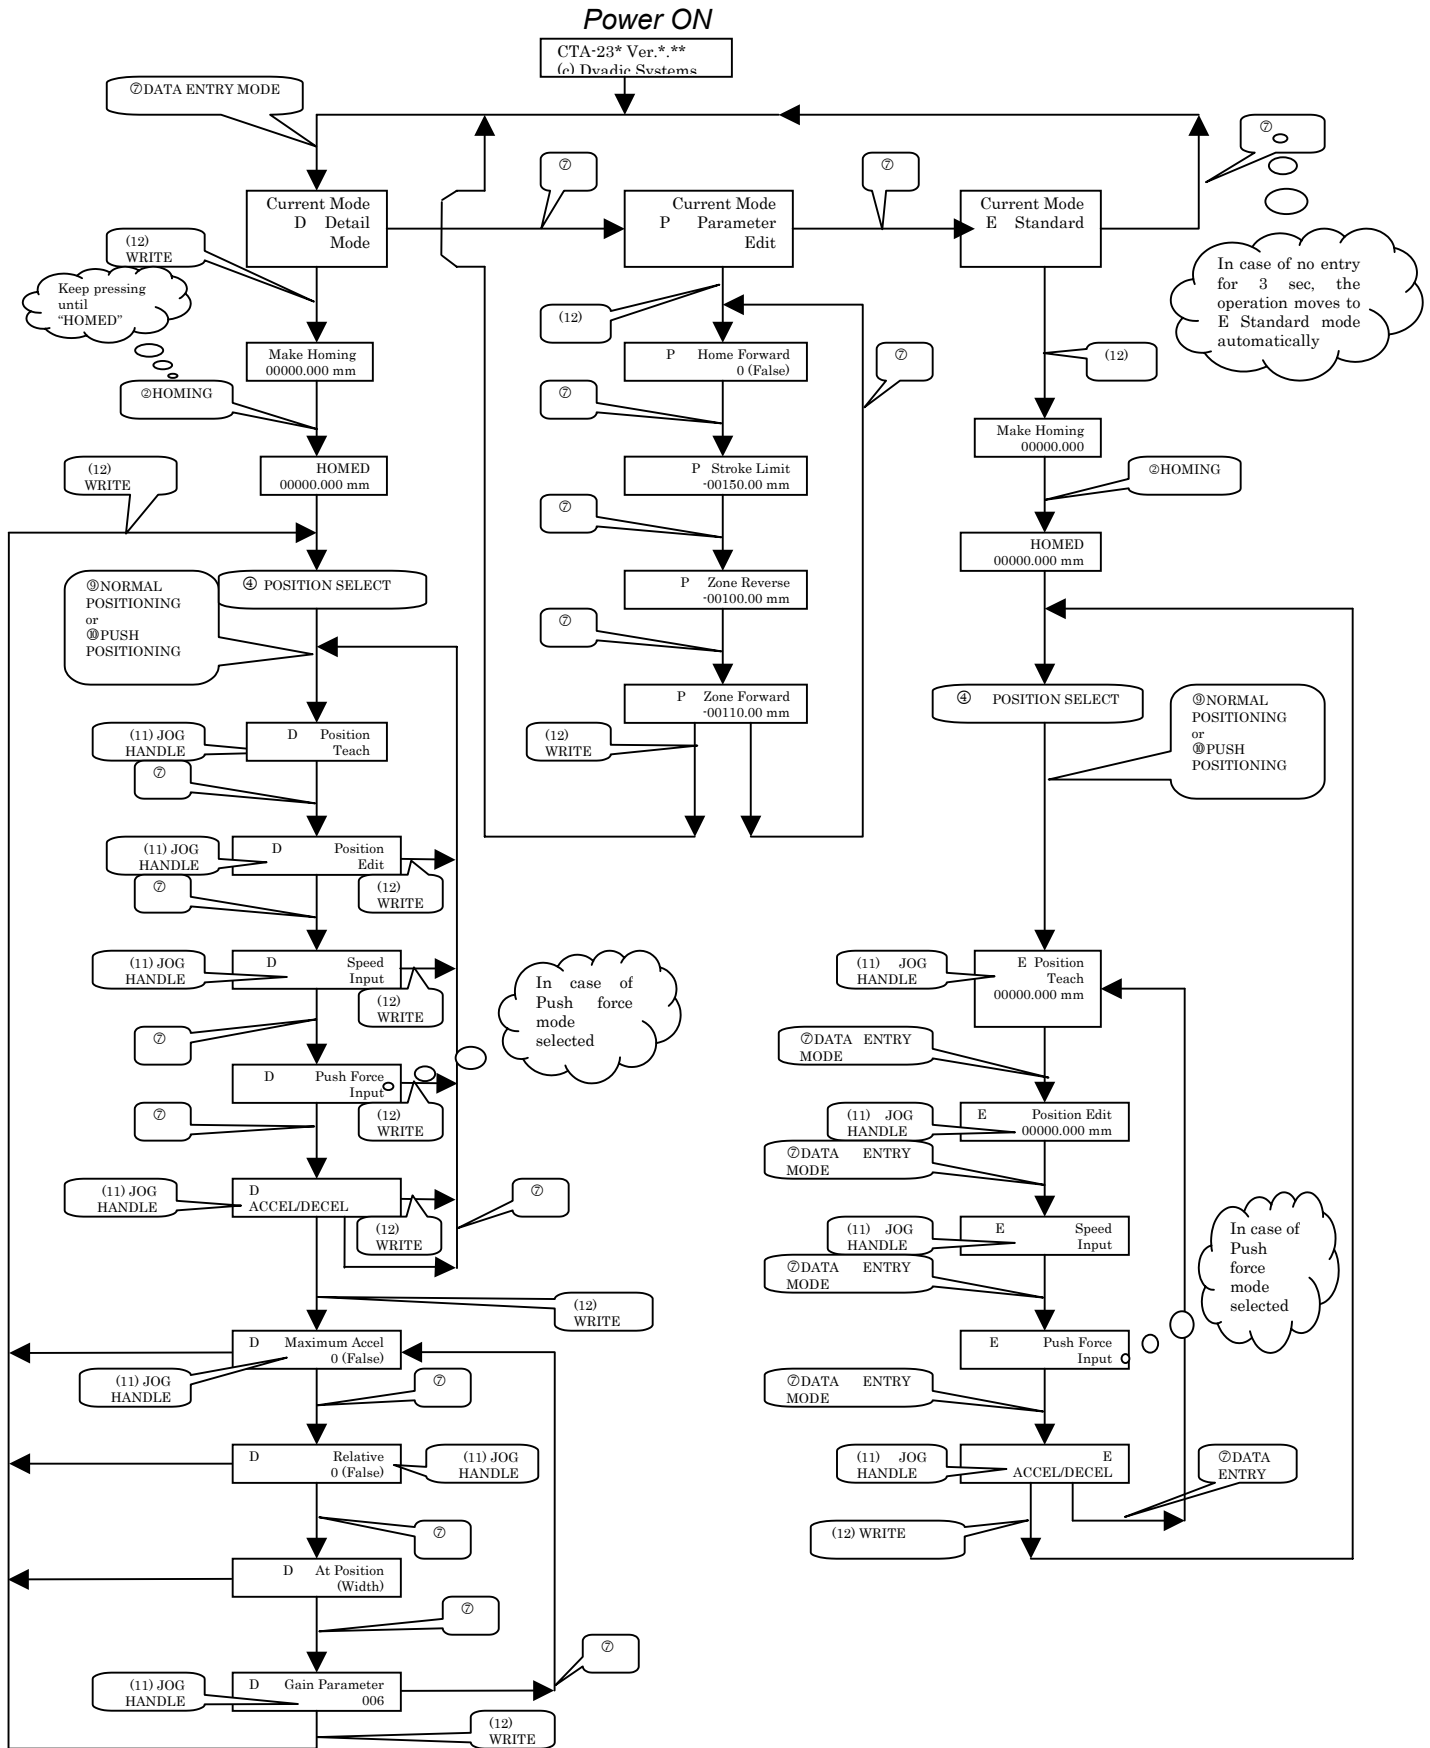 Power ON
CTA-23* Ver.*.**
(c) Dyadic Systems
⑦DATA ENTRY MODE
⑦
⑦
⑦
Current Mode
D Detail
Mode
Current Mode
P Parameter
Edit
Current Mode
E Standard
(12)
WRITE
Keep pressing
until
“HOMED”
In case of no entry
for 3 sec, the
operation moves to
E Standard mode
automatically
(12)
(12)
Make Homing
00000.000 mm
P Home Forward
0 (False)
⑦
②HOMING
⑦
Make Homing
00000.000
HOMED
00000.000 mm
(12)
WRITE
P Stroke Limit
-00150.00 mm
②HOMING
⑦
HOMED
00000.000 mm
④ POSITION SELECT
⑨NORMAL
POSITIONING
or
⑩PUSH
POSITIONING
P Zone Reverse
-00100.00 mm
⑦
P Zone Forward
-00110.00 mm
④ POSITION SELECT
⑨NORMAL
POSITIONING
or
⑩PUSH
POSITIONING
(11) JOG
HANDLE
D Position
Teach
(12)
WRITE
⑦
(11) JOG
HANDLE
D Position
Edit
(12)
WRITE
⑦
(11) JOG
HANDLE
D Speed
Input
(12)
WRITE
In case of
Push force
mode
selected
(11) JOG
HANDLE
E Position
Teach
00000.000 mm
⑦
⑦DATA ENTRY
MODE
D Push Force
Input
(12)
WRITE
⑦
(11) JOG
HANDLE
E Position Edit
00000.000 mm
⑦DATA ENTRY
MODE
(11) JOG
HANDLE
D
ACCEL/DECEL
(12)
WRITE
⑦
(11) JOG
HANDLE
E Speed
Input
In case of
Push
force
mode
selected
⑦DATA ENTRY
MODE
(12)
WRITE
D Maximum Accel
0 (False)
(11) JOG
HANDLE
⑦
E Push Force
Input
⑦DATA ENTRY
MODE
D Relative
0 (False)
(11) JOG
HANDLE
(11) JOG
HANDLE
E
ACCEL/DECEL
⑦DATA
ENTRY
⑦
(12) WRITE
D At Position
(Width)
⑦
⑦
(11) JOG
HANDLE
D Gain Parameter
006
(12)
WRITE